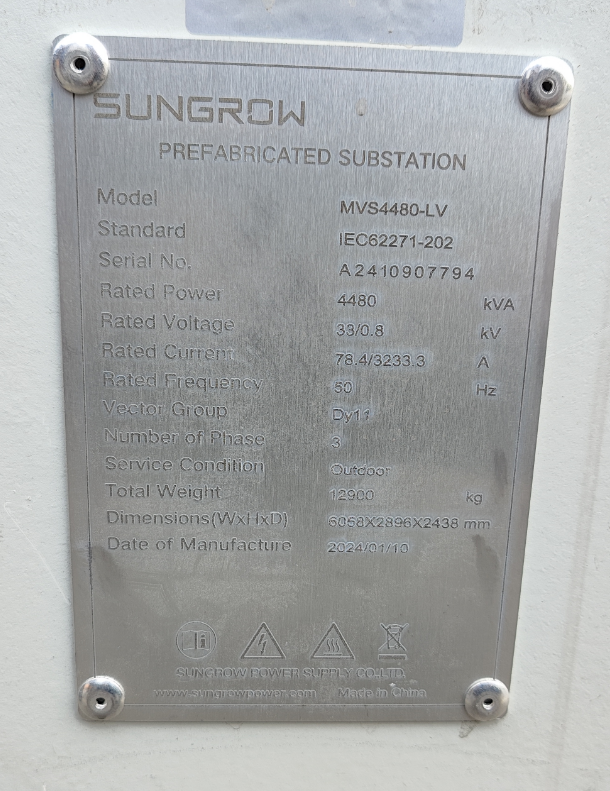 SUNGROW
PREFABRICATED SUBSTATION
Model MVS4480-LV
Standard IEC62271-202
Serial No. A2410907794
Rated Power 4480 kVA
Rated Voltage 33/0.8 kV
Rated Current 78.4/3233.3 A
Rated Frequency 50 Hz
Vector Group Dy11
Number of Phase 3
Service Condition Outdoor
Total Weight 12900 kg
Dimensions(WxHxD) 6058X2896X2438 mm
Date of Manufacture 2024/01/10
SUNGROW POWER SUPPLY CO.,LTD.
www.sungrowpower.com Made in China